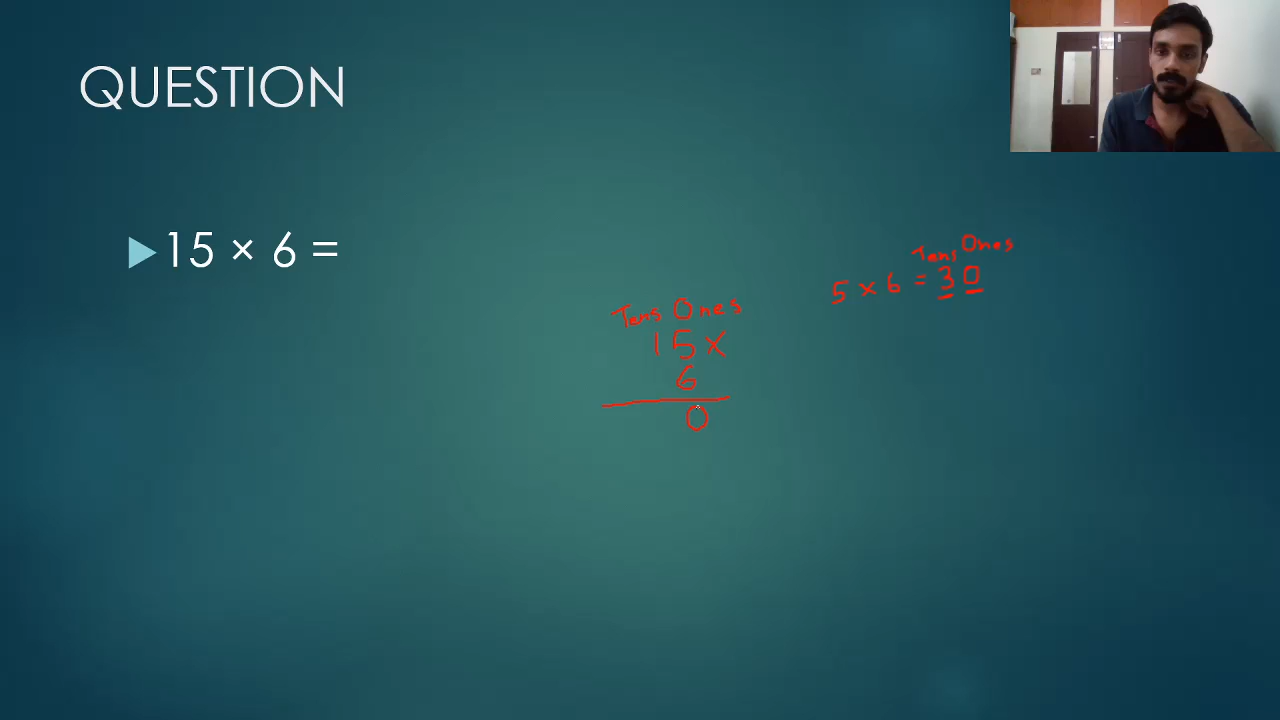 QUESTION
15 × 6 =
Tens Ones
5 × 6 = 30
Tens Ones
15×
6
0